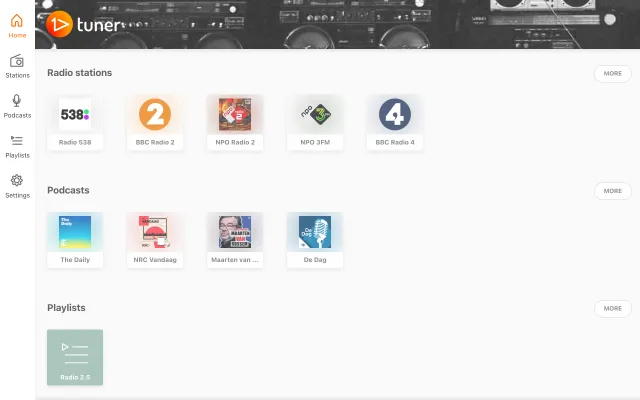 tuner
Home
Stations
Podcasts
Playlists
Settings
Radio stations
MORE
538
2
npo
3
4
Radio 538
BBC Radio 2
NPO Radio 2
NPO 3FM
BBC Radio 4
Podcasts
MORE
The
Daily
MAARTEN
VAN
ROSSEM
De
Dag
The Daily
NRC Vandaag
Maarten van ...
De Dag
Playlists
MORE
Radio 2.5